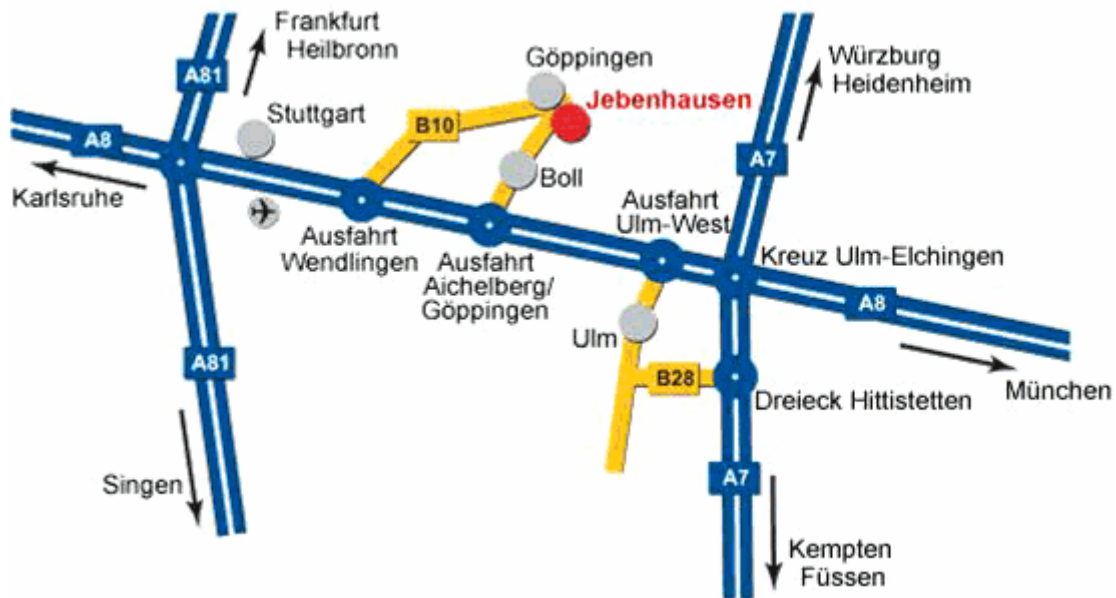 Frankfurt
Heilbronn
Göppingen
Würzburg
Heidenheim
A81
Jebenhausen
Stuttgart
B10
A8
A7
Karlsruhe
Boll
Ausfahrt
Ulm-West
Ausfahrt
Wendlingen
Ausfahrt
Aichelberg/
Göppingen
Kreuz Ulm-Elchingen
A8
Ulm
A81
B28
München
Dreieck Hittistetten
Singen
A7
Kempten
Füssen